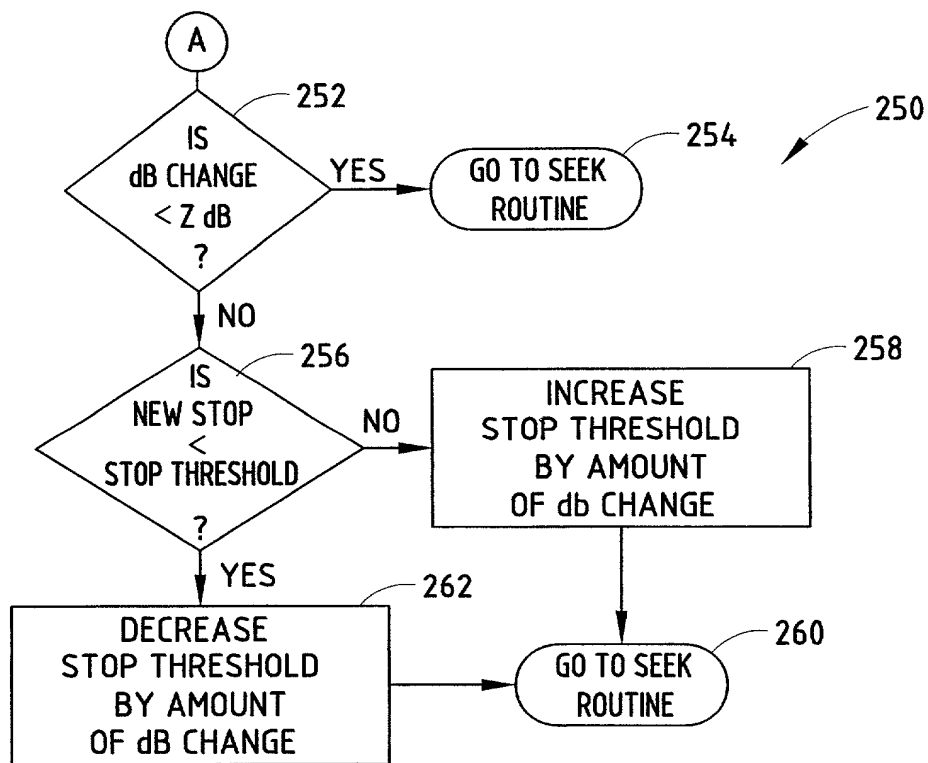 A
252
IS
dB CHANGE
< Z dB
?
YES
254
GO TO SEEK
ROUTINE
250
NO
256
IS
NEW STOP
<
STOP THRESHOLD
?
NO
258
INCREASE
STOP THRESHOLD
BY AMOUNT
OF db CHANGE
YES
262
DECREASE
STOP THRESHOLD
BY AMOUNT
OF dB CHANGE
260
GO TO SEEK
ROUTINE